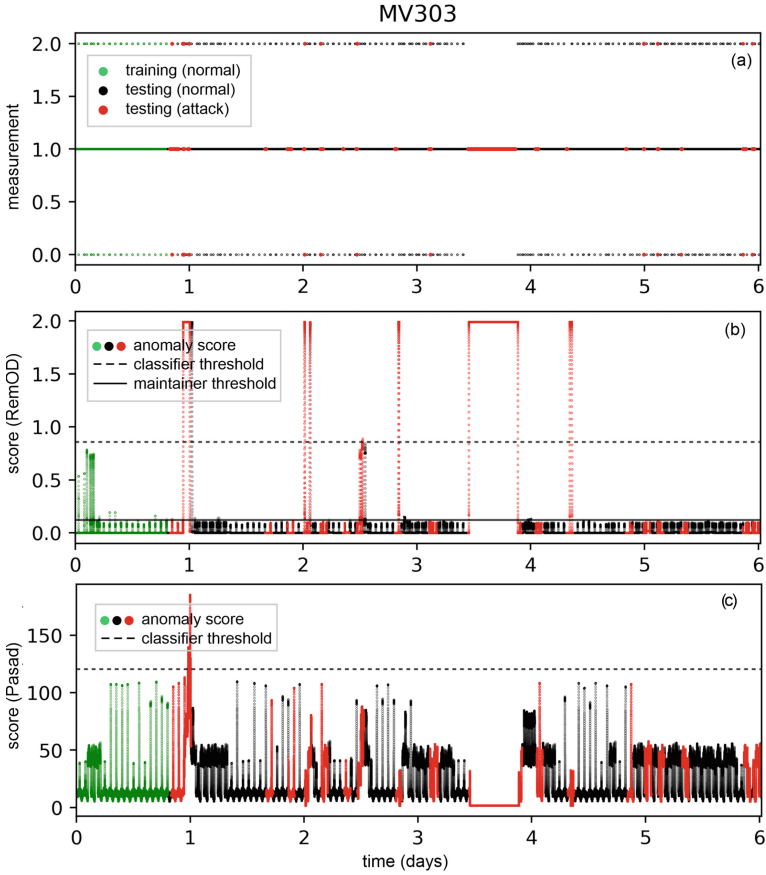 MV303
(a)
2.0
training (normal)
testing (normal)
testing (attack)
1.5
1.0
0.5
0.0
measurement
0 1 2 3 4 5 6
(b)
2.0
anomaly score
classifier threshold
maintainer threshold
1.5
1.0
0.5
0.0
score (RemOD)
0 1 2 3 4 5 6
(c)
anomaly score
classifier threshold
150
100
50
0
score (Pasad)
0 1 2 3 4 5 6
time (days)